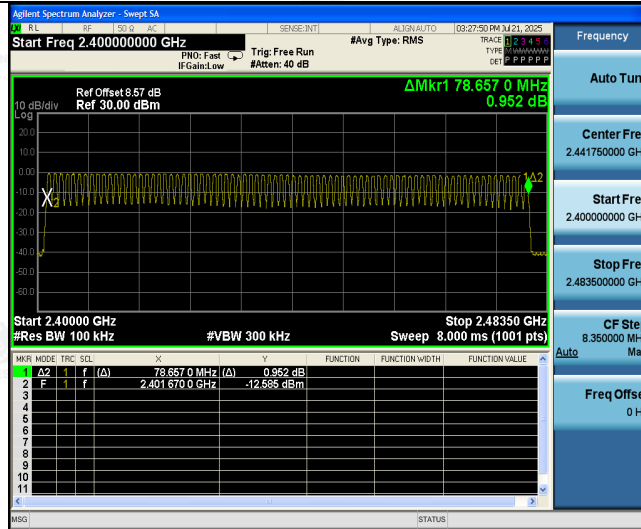 Agilent Spectrum Analyzer - Swept SA
LXI RL RF 50 Ω AC SENSE:INT ALIGN AUTO 03:27:50 PM Jul 21, 2025
Start Freq 2.400000000 GHz
PNO: Fast
IFGain:Low
Trig: Free Run
#Atten: 40 dB
#Avg Type: RMS
TRACE 1 2 3 4 5 6
TYPE M
DET P P P P P P
Frequency
ΔMkr1 78.657 0 MHz
0.952 dB
Ref Offset 8.57 dB
10 dB/div Ref 30.00 dBm
Log
20.0
10.0
0.00
-10.0
-20.0
-30.0
-40.0
-50.0
-60.0
2
1Δ2
Start 2.40000 GHz
Stop 2.48350 GHz
#Res BW 100 kHz
#VBW 300 kHz
Sweep 8.000 ms (1001 pts)
MKR MODE TRC SCL X Y FUNCTION FUNCTION WIDTH FUNCTION VALUE
1 Δ2 1 f (Δ) 78.657 0 MHz (Δ) 0.952 dB
2 F 1 f 2.401 670 0 GHz -12.585 dBm
3
4
5
6
7
8
9
10
11
MSG
STATUS
Auto Tun
Center Fre
2.441750000 GH
Start Fre
2.400000000 GH
Stop Fre
2.483500000 GH
CF Ste
8.350000 MH
Auto Ma
Freq Offse
0 H